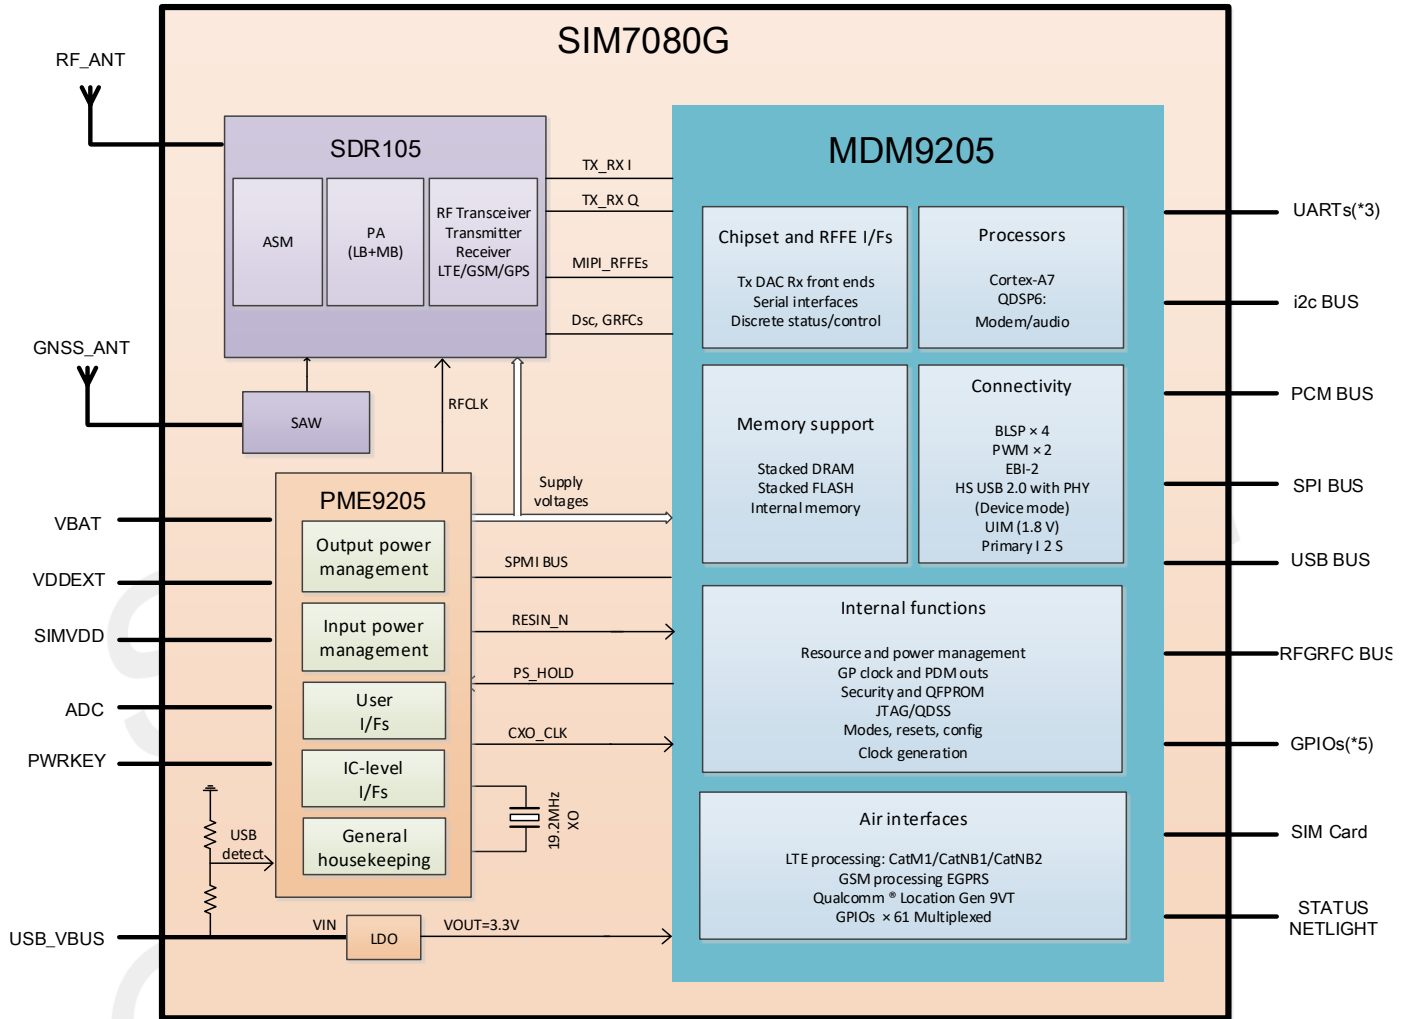 SIM7080G
RF_ANT
GNSS_ANT
VBAT
VDDEXT
SIMVDD
ADC
PWRKEY
USB_VBUS
SDR105
ASM
PA
(LB+MB)
RF Transceiver
Transmitter
Receiver
LTE/GSM/GPS
SAW
RFCLK
TX_RX I
TX_RX Q
MIPI_RFFEs
Dsc, GRFCs
PME9205
Output power
management
Input power
management
User
I/Fs
IC-level
I/Fs
General
housekeeping
Supply
voltages
SPMI BUS
RESIN_N
PS_HOLD
CXO_CLK
19.2MHz
XO
USB
detect
VIN
LDO
VOUT=3.3V
MDM9205
Chipset and RFFE I/Fs
Tx DAC Rx front ends
Serial interfaces
Discrete status/control
Processors
Cortex-A7
QDSP6:
Modem/audio
Memory support
Stacked DRAM
Stacked FLASH
Internal memory
Connectivity
BLSP × 4
PWM × 2
EBI-2
HS USB 2.0 with PHY
(Device mode)
UIM (1.8 V)
Primary I 2 S
Internal functions
Resource and power management
GP clock and PDM outs
Security and QFPROM
JTAG/QDSS
Modes, resets, config
Clock generation
Air interfaces
LTE processing: CatM1/CatNB1/CatNB2
GSM processing EGPRS
Qualcomm ® Location Gen 9VT
GPIOs × 61 Multiplexed
UARTs(*3)
i2c BUS
PCM BUS
SPI BUS
USB BUS
RFGRFC BUS
GPIOs(*5)
SIM Card
STATUS
NETLIGHT